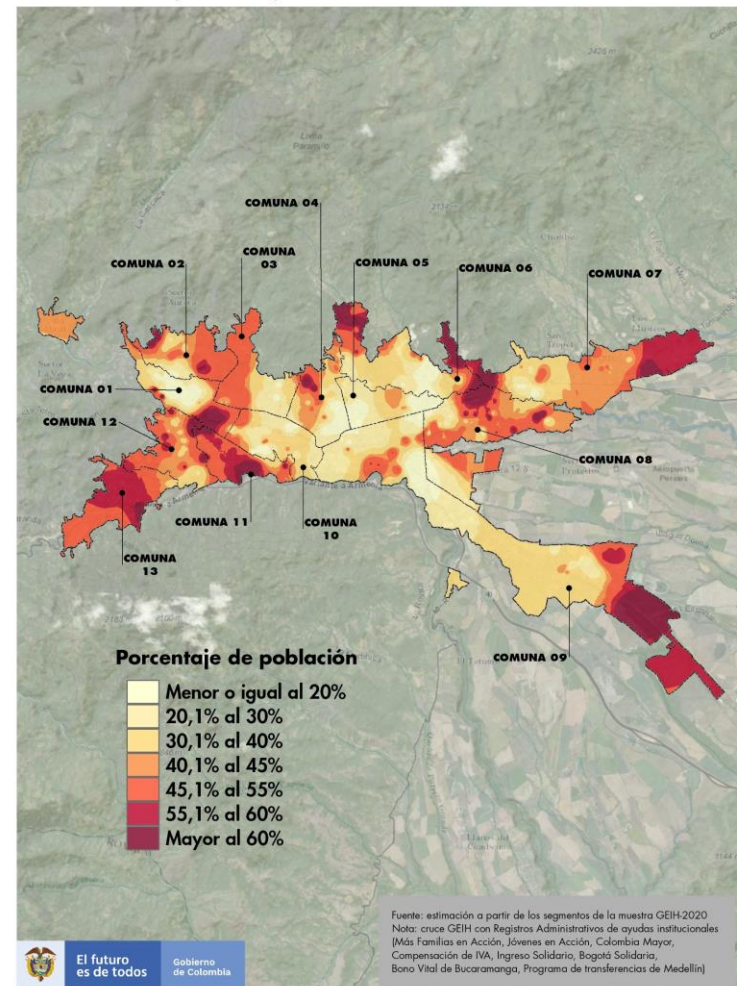 2426 m
COMUNA 04
COMUNA 02
COMUNA
03
COMUNA 05
COMUNA 06
COMUNA 07
COMUNA 01
COMUNA 12
COMUNA 08
COMUNA 11
COMUNA
10
COMUNA
13
COMUNA 09
Porcentaje de población
Menor o igual al 20%
20,1% al 30%
30,1% al 40%
40,1% al 45%
45,1% al 55%
55,1% al 60%
Mayor al 60%
Fuente: estimación a partir de los segmentos de la muestra GEIH-2020
Nota: cruce GEIH con Registros Administrativos de ayudas institucionales
(Más Familias en Acción, Jóvenes en Acción, Colombia Mayor,
Compensación de IVA, Ingreso Solidario, Bogotá Solidaria,
Bono Vital de Bucaramanga, Programa de transferencias de Medellín)
El futuro
es de todos
Gobierno
de Colombia